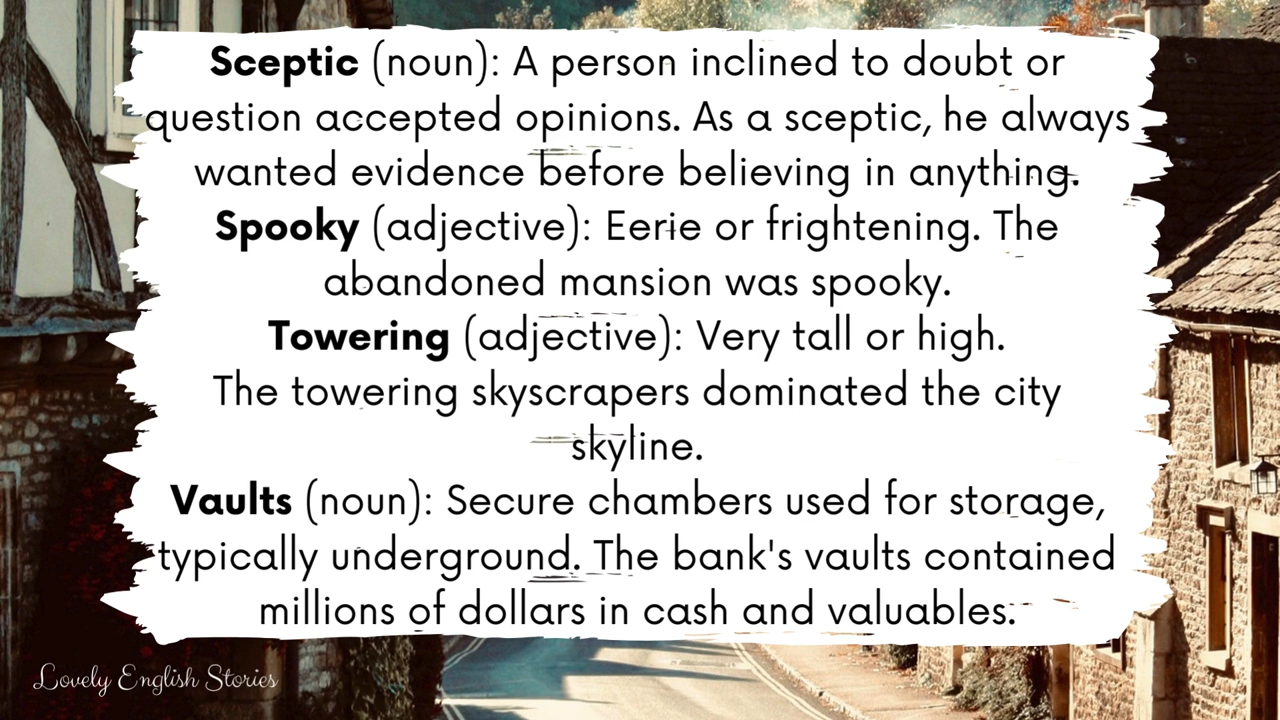 Sceptic (noun): A person inclined to doubt or
question accepted opinions. As a sceptic, he always
wanted evidence before believing in anything.
Spooky (adjective): Eerie or frightening. The
abandoned mansion was spooky.
Towering (adjective): Very tall or high.
The towering skyscrapers dominated the city
skyline.
Vaults (noun): Secure chambers used for storage,
typically underground. The bank's vaults contained
millions of dollars in cash and valuables.
Lovely English Stories